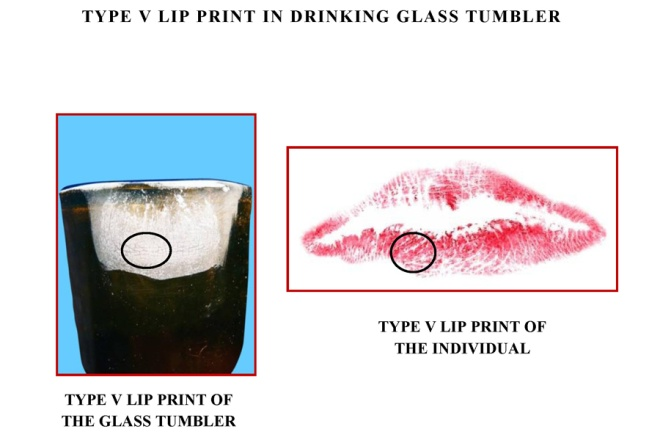 TYPE V LIP PRINT IN DRINKING GLASS TUMBLER
TYPE V LIP PRINT OF
THE INDIVIDUAL
TYPE V LIP PRINT OF
THE GLASS TUMBLER